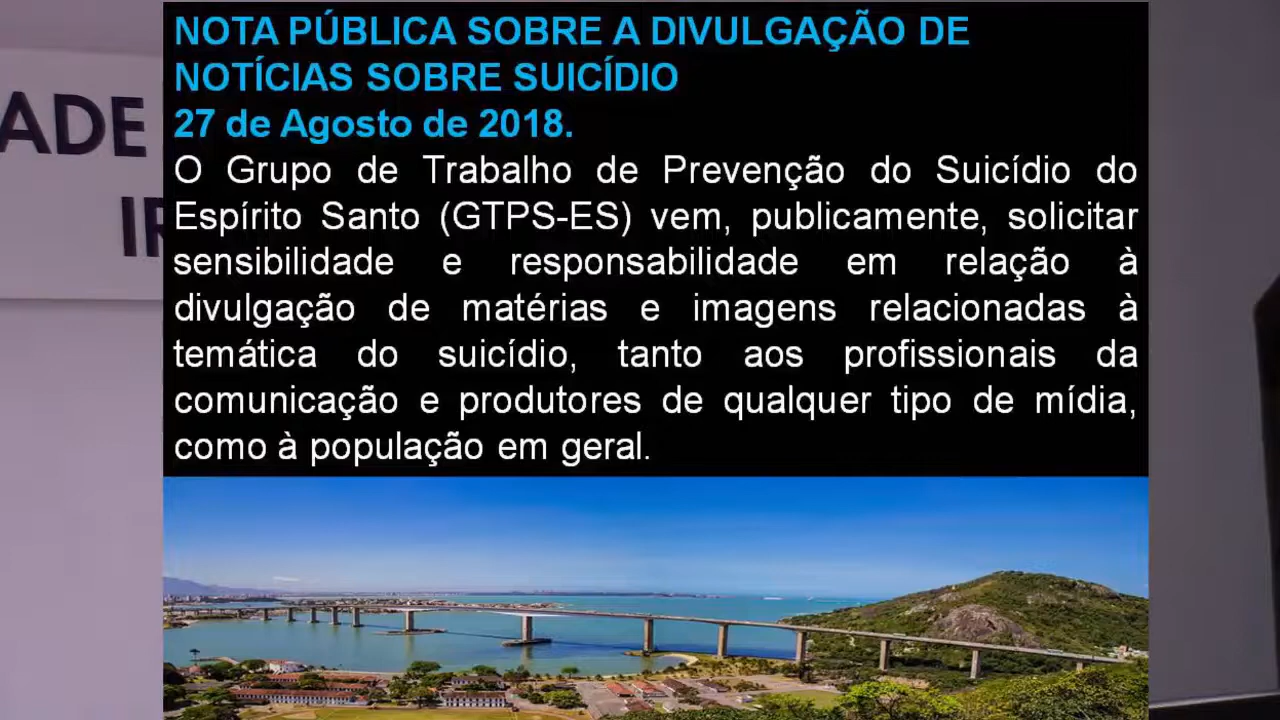 NOTA PÚBLICA SOBRE A DIVULGAÇÃO DE
NOTÍCIAS SOBRE SUICÍDIO
27 de Agosto de 2018.
O Grupo de Trabalho de Prevenção do Suicídio do
Espírito Santo (GTPS-ES) vem, publicamente, solicitar
sensibilidade e responsabilidade em relação à
divulgação de matérias e imagens relacionadas à
temática do suicídio, tanto aos profissionais da
comunicação e produtores de qualquer tipo de mídia,
como à população em geral.
ADE